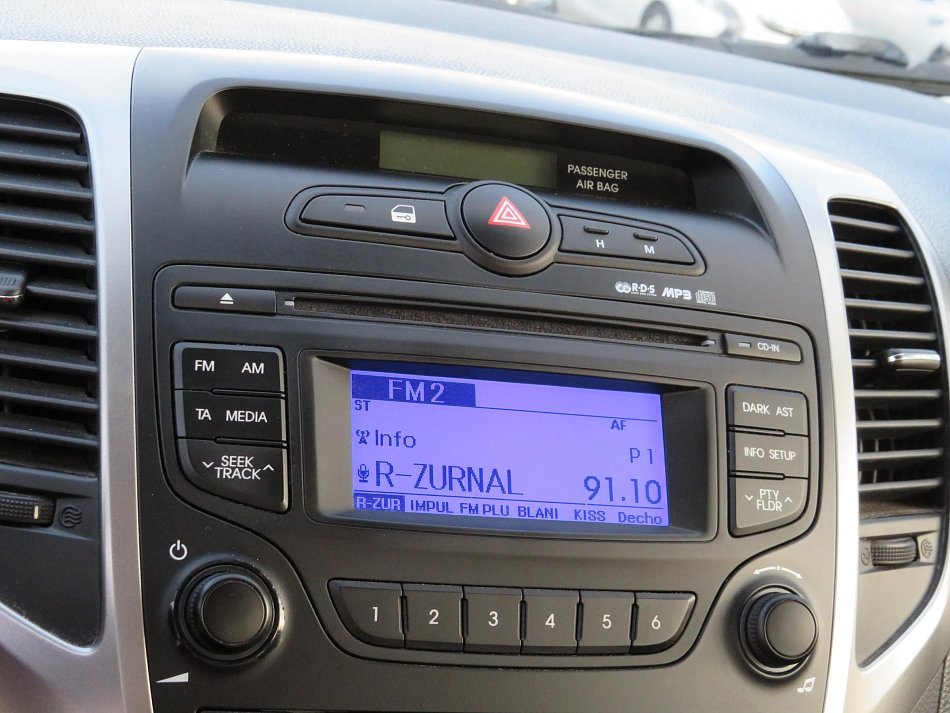 PASSENGER
AIR BAG
H M
R·D·S MP3
CD-IN
FM AM
TA MEDIA
SEEK
TRACK
FM2
ST
AF
Info
P1
R-ZURNAL
91.10
R-ZUR IMPUL FM PLU BLANI KISS Decho
DARK AST
INFO SETUP
PTY
FLDR
1 2 3 4 5 6